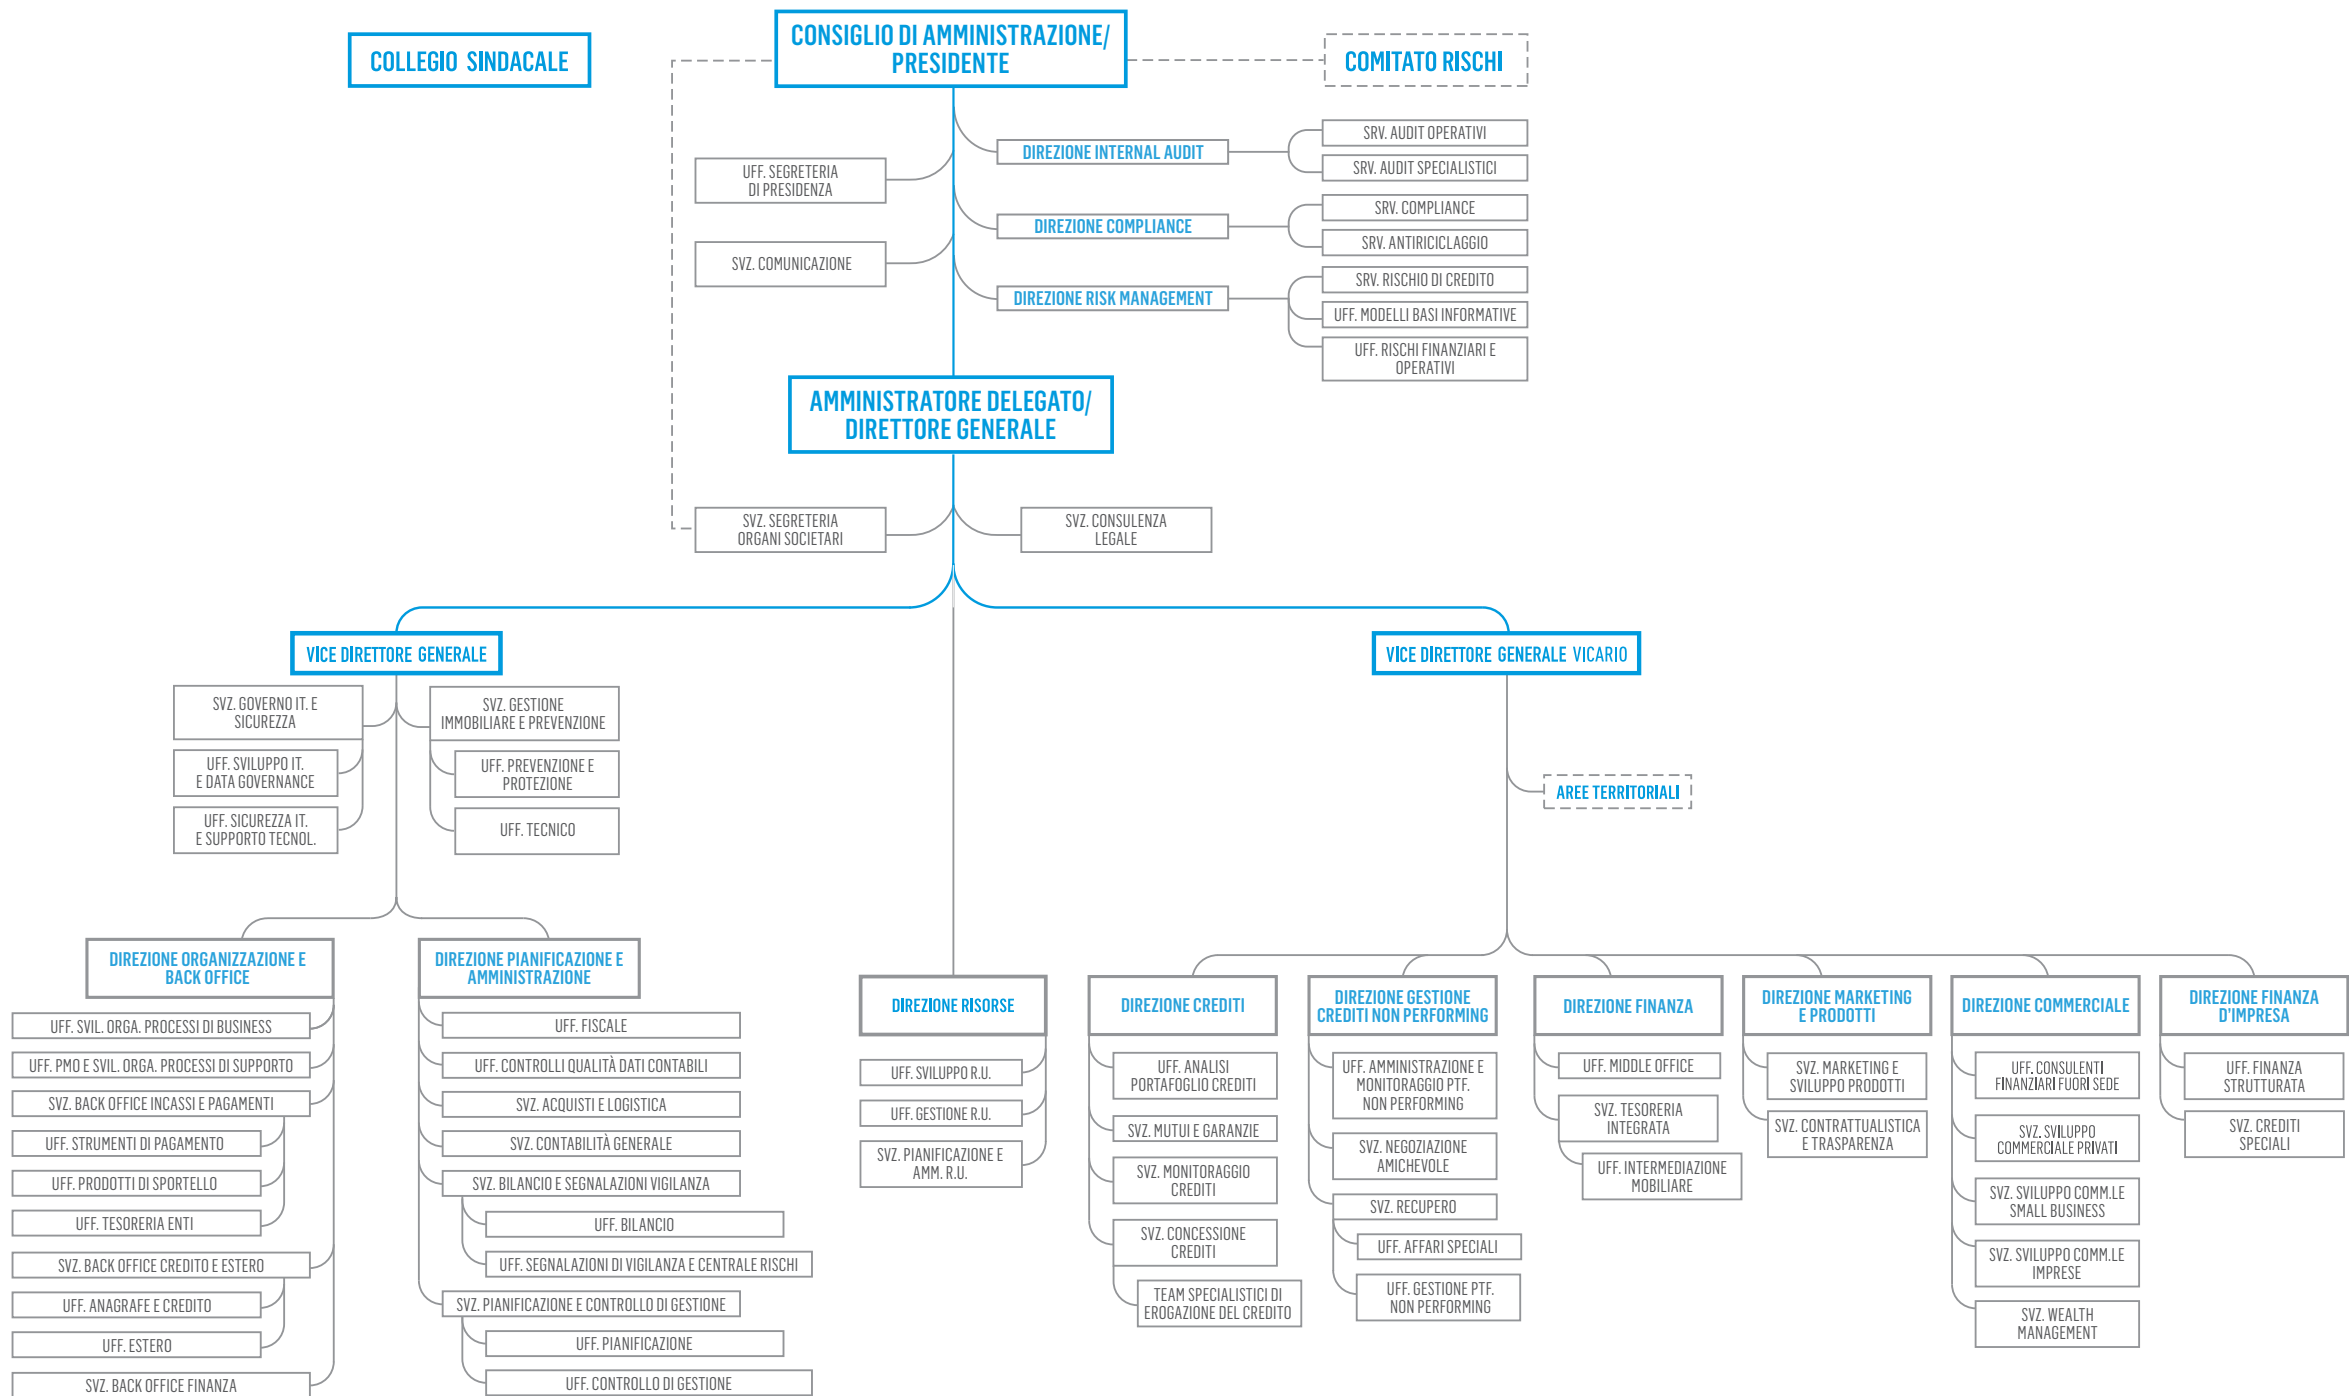 COLLEGIO SINDACALE
CONSIGLIO DI AMMINISTRAZIONE/
PRESIDENTE
COMITATO RISCHI
UFF. SEGRETERIA
DI PRESIDENZA
SVZ. COMUNICAZIONE
DIREZIONE INTERNAL AUDIT
SRV. AUDIT OPERATIVI
SRV. AUDIT SPECIALISTICI
DIREZIONE COMPLIANCE
SRV. COMPLIANCE
SRV. ANTIRICICLAGGIO
DIREZIONE RISK MANAGEMENT
SRV. RISCHIO DI CREDITO
UFF. MODELLI BASI INFORMATIVE
UFF. RISCHI FINANZIARI E
OPERATIVI
AMMINISTRATORE DELEGATO/
DIRETTORE GENERALE
SVZ. SEGRETERIA
ORGANI SOCIETARI
SVZ. CONSULENZA
LEGALE
VICE DIRETTORE GENERALE
VICE DIRETTORE GENERALE VICARIO
SVZ. GOVERNO IT. E
SICUREZZA
UFF. SVILUPPO IT.
E DATA GOVERNANCE
UFF. SICUREZZA IT.
E SUPPORTO TECNOL.
SVZ. GESTIONE
IMMOBILIARE E PREVENZIONE
UFF. PREVENZIONE E
PROTEZIONE
UFF. TECNICO
AREE TERRITORIALI
DIREZIONE ORGANIZZAZIONE E
BACK OFFICE
UFF. SVIL. ORGA. PROCESSI DI BUSINESS
UFF. PMO E SVIL. ORGA. PROCESSI DI SUPPORTO
SVZ. BACK OFFICE INCASSI E PAGAMENTI
UFF. STRUMENTI DI PAGAMENTO
UFF. PRODOTTI DI SPORTELLO
UFF. TESORERIA ENTI
SVZ. BACK OFFICE CREDITO E ESTERO
UFF. ANAGRAFE E CREDITO
UFF. ESTERO
SVZ. BACK OFFICE FINANZA
DIREZIONE PIANIFICAZIONE E
AMMINISTRAZIONE
UFF. FISCALE
UFF. CONTROLLI QUALITÀ DATI CONTABILI
SVZ. ACQUISTI E LOGISTICA
SVZ. CONTABILITÀ GENERALE
SVZ. BILANCIO E SEGNALAZIONI VIGILANZA
UFF. BILANCIO
UFF. SEGNALAZIONI DI VIGILANZA E CENTRALE RISCHI
SVZ. PIANIFICAZIONE E CONTROLLO DI GESTIONE
UFF. PIANIFICAZIONE
UFF. CONTROLLO DI GESTIONE
DIREZIONE RISORSE
UFF. SVILUPPO R.U.
UFF. GESTIONE R.U.
SVZ. PIANIFICAZIONE E
AMM. R.U.
DIREZIONE CREDITI
UFF. ANALISI
PORTAFOGLIO CREDITI
SVZ. MUTUI E GARANZIE
SVZ. MONITORAGGIO
CREDITI
SVZ. CONCESSIONE
CREDITI
TEAM SPECIALISTICI DI
EROGAZIONE DEL CREDITO
DIREZIONE GESTIONE
CREDITI NON PERFORMING
UFF. AMMINISTRAZIONE E
MONITORAGGIO PTF.
NON PERFORMING
SVZ. NEGOZIAZIONE
AMICHEVOLE
SVZ. RECUPERO
UFF. AFFARI SPECIALI
UFF. GESTIONE PTF.
NON PERFORMING
DIREZIONE FINANZA
UFF. MIDDLE OFFICE
SVZ. TESORERIA
INTEGRATA
UFF. INTERMEDIAZIONE
MOBILIARE
DIREZIONE MARKETING
E PRODOTTI
SVZ. MARKETING E
SVILUPPO PRODOTTI
SVZ. CONTRATTUALISTICA
E TRASPARENZA
DIREZIONE COMMERCIALE
UFF. CONSULENTI
FINANZIARI FUORI SEDE
SVZ. SVILUPPO
COMMERCIALE PRIVATI
SVZ. SVILUPPO COMM.LE
SMALL BUSINESS
SVZ. SVILUPPO COMM.LE
IMPRESE
SVZ. WEALTH
MANAGEMENT
DIREZIONE FINANZA
D'IMPRESA
UFF. FINANZA
STRUTTURATA
SVZ. CREDITI
SPECIALI